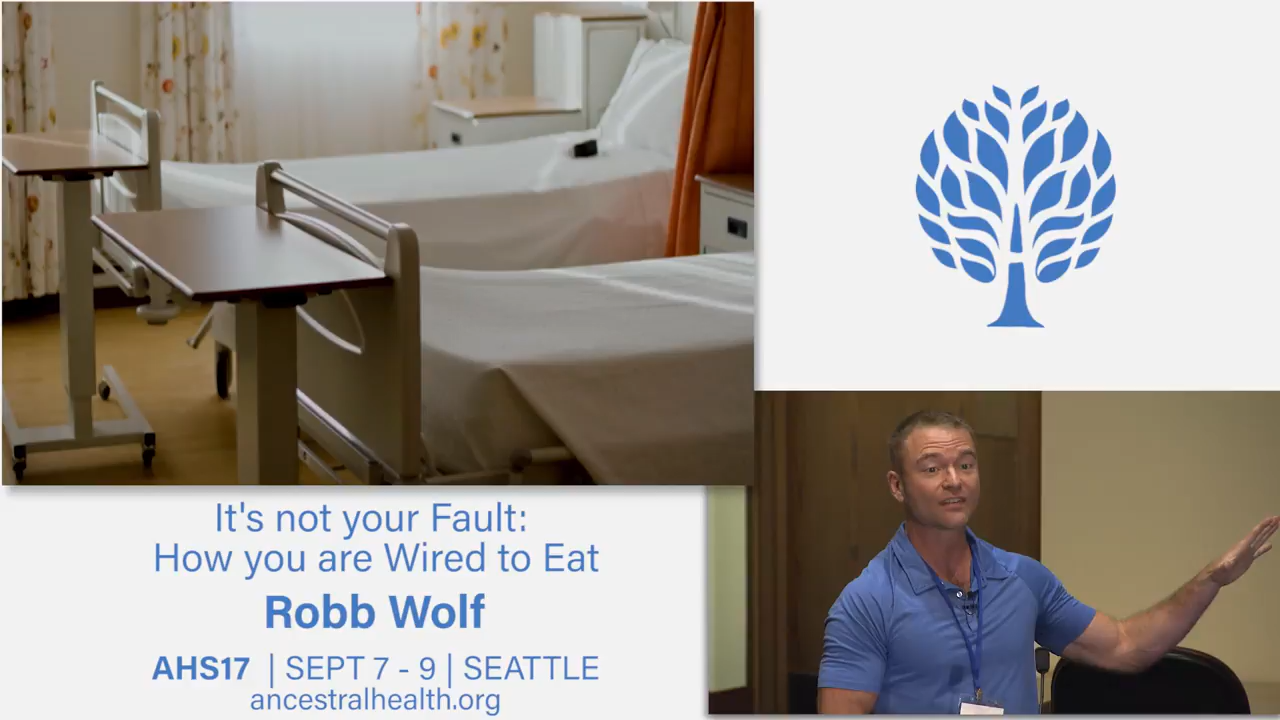 It's not your Fault:
How you are Wired to Eat
Robb Wolf
AHS17 | SEPT 7 - 9 | SEATTLE
ancestralhealth.org